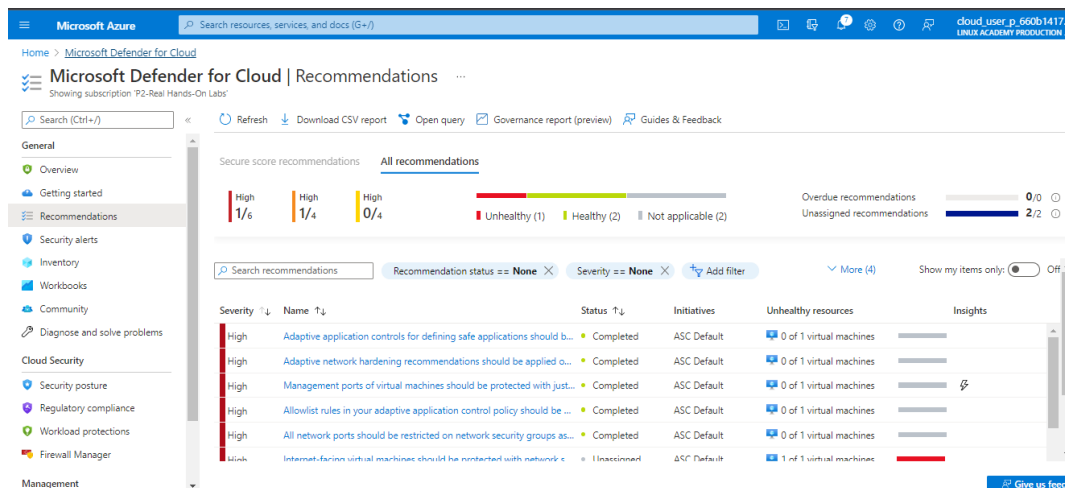 Microsoft Azure
Search resources, services, and docs (G+/)
7
cloud_user_p_660b1417
LINUX ACADEMY PRODUCTION
Home > Microsoft Defender for Cloud
Microsoft Defender for Cloud | Recommendations ...
Showing subscription 'P2-Real Hands-On Labs'
Search (Ctrl+/) «
Refresh Download CSV report Open query Governance report (preview) Guides & Feedback
General
Overview
Getting started
Recommendations
Security alerts
Inventory
Workbooks
Community
Diagnose and solve problems
Cloud Security
Security posture
Regulatory compliance
Workload protections
Firewall Manager
Management
Secure score recommendations All recommendations
High High High
1/6 1/4 0/4
Unhealthy (1) Healthy (2) Not applicable (2)
Overdue recommendations 0/0
Unassigned recommendations 2/2
Search recommendations Recommendation status == None Severity == None Add filter More (4) Show my items only: Off
Severity ↑↓ Name ↑↓ Status ↑↓ Initiatives Unhealthy resources Insights
High Adaptive application controls for defining safe applications should b... Completed ASC Default 0 of 1 virtual machines
High Adaptive network hardening recommendations should be applied o... Completed ASC Default 0 of 1 virtual machines
High Management ports of virtual machines should be protected with just... Completed ASC Default 0 of 1 virtual machines
High Allowlist rules in your adaptive application control policy should be ... Completed ASC Default 0 of 1 virtual machines
High All network ports should be restricted on network security groups as... Completed ASC Default 0 of 1 virtual machines
High Internet-facing virtual machines should be protected with network s... Unassigned ASC Default 1 of 1 virtual machines
Give us feed